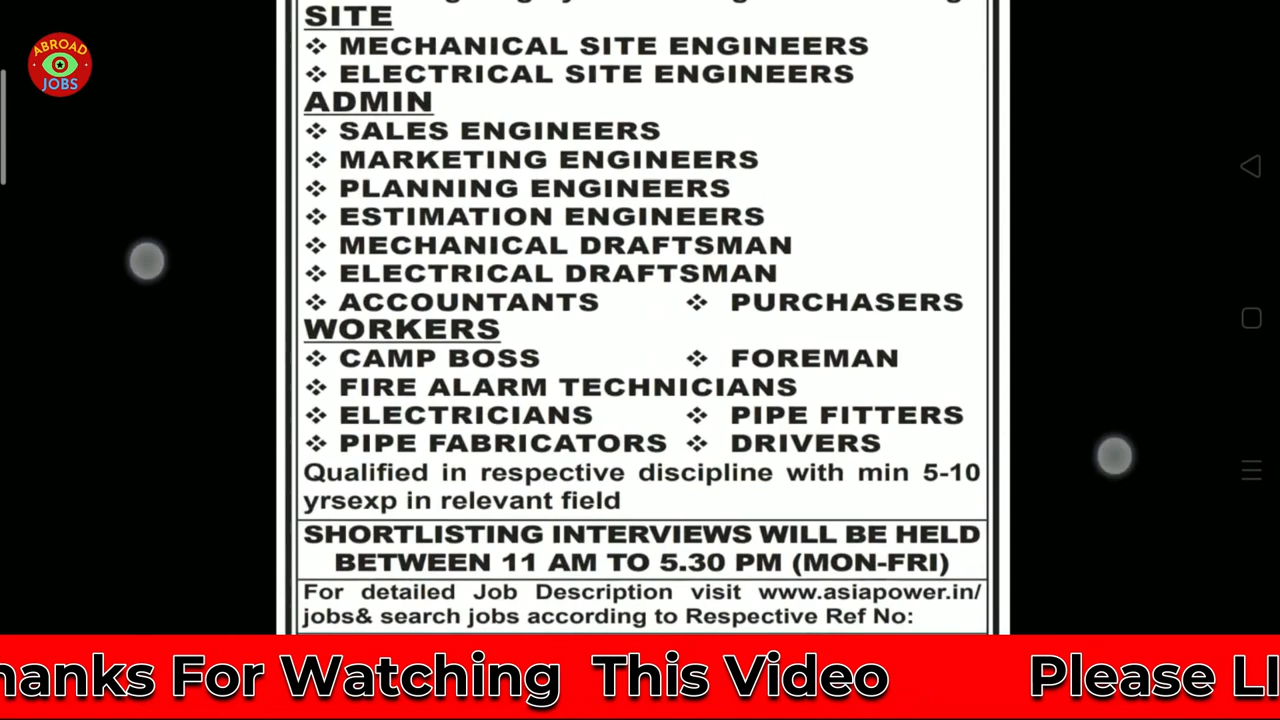 ABROAD
JOBS
SITE
❖ MECHANICAL SITE ENGINEERS
❖ ELECTRICAL SITE ENGINEERS
ADMIN
❖ SALES ENGINEERS
❖ MARKETING ENGINEERS
❖ PLANNING ENGINEERS
❖ ESTIMATION ENGINEERS
❖ MECHANICAL DRAFTSMAN
❖ ELECTRICAL DRAFTSMAN
❖ ACCOUNTANTS ❖ PURCHASERS
WORKERS
❖ CAMP BOSS ❖ FOREMAN
❖ FIRE ALARM TECHNICIANS
❖ ELECTRICIANS ❖ PIPE FITTERS
❖ PIPE FABRICATORS ❖ DRIVERS
Qualified in respective discipline with min 5-10
yrsexp in relevant field
SHORTLISTING INTERVIEWS WILL BE HELD
BETWEEN 11 AM TO 5.30 PM (MON-FRI)
For detailed Job Description visit www.asiapower.in/
jobs& search jobs according to Respective Ref No:
hanks For Watching This Video Please LI